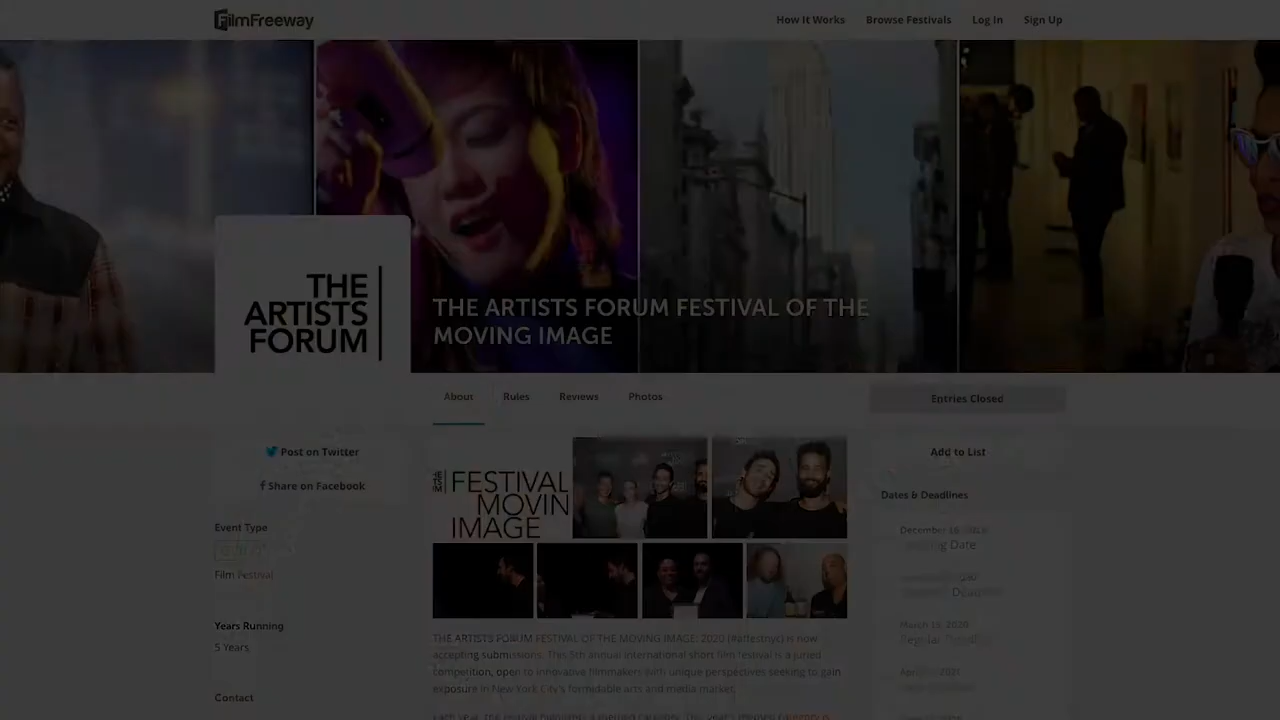 FilmFreeway
How It Works
Browse Festivals
Log In
Sign Up
THE
ARTISTS
FORUM
THE ARTISTS FORUM FESTIVAL OF THE
MOVING IMAGE
About
Rules
Reviews
Photos
Entries Closed
Post on Twitter
Share on Facebook
Event Type
Film Festival
Years Running
5 Years
Contact
FESTIVAL
MOVIN
IMAGE
THE ARTISTS FORUM FESTIVAL OF THE MOVING IMAGE: 2020 (#affestnyc) is now
accepting submissions. This 5th annual international short film festival is a juried
competition, open to innovative filmmakers with unique perspectives seeking to gain
exposure in New York City's formidable arts and media market.
Add to List
Dates & Deadlines
December 16, 2019
Date
March 15, 2020
Regular